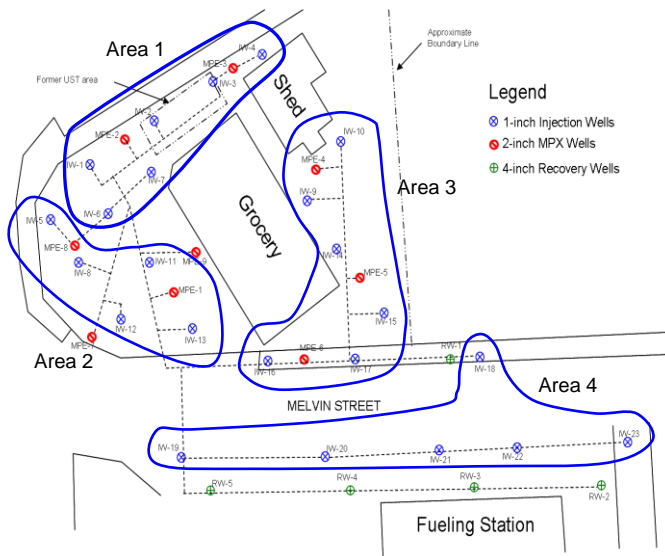 Area 1
IW-4
MPE-3
IW-3
Former UST area
Approximate
Boundary Line
Shed
Legend
1-inch Injection Wells
2-inch MPX Wells
4-inch Recovery Wells
IW-2
MPE-2
IW-1
IW-7
IW-6
IW-10
MPE-4
IW-9
Area 3
Grocery
IW-5
MPE-8
IW-8
IW-11
MPE-9
MPE-1
IW-12
IW-13
Area 2
IW-14
MPE-5
IW-15
IW-16
MPE-6
IW-17
RW-1
IW-18
MELVIN STREET
Area 4
IW-19
IW-20
IW-21
IW-22
IW-23
RW-5
RW-4
RW-3
RW-2
Fueling Station